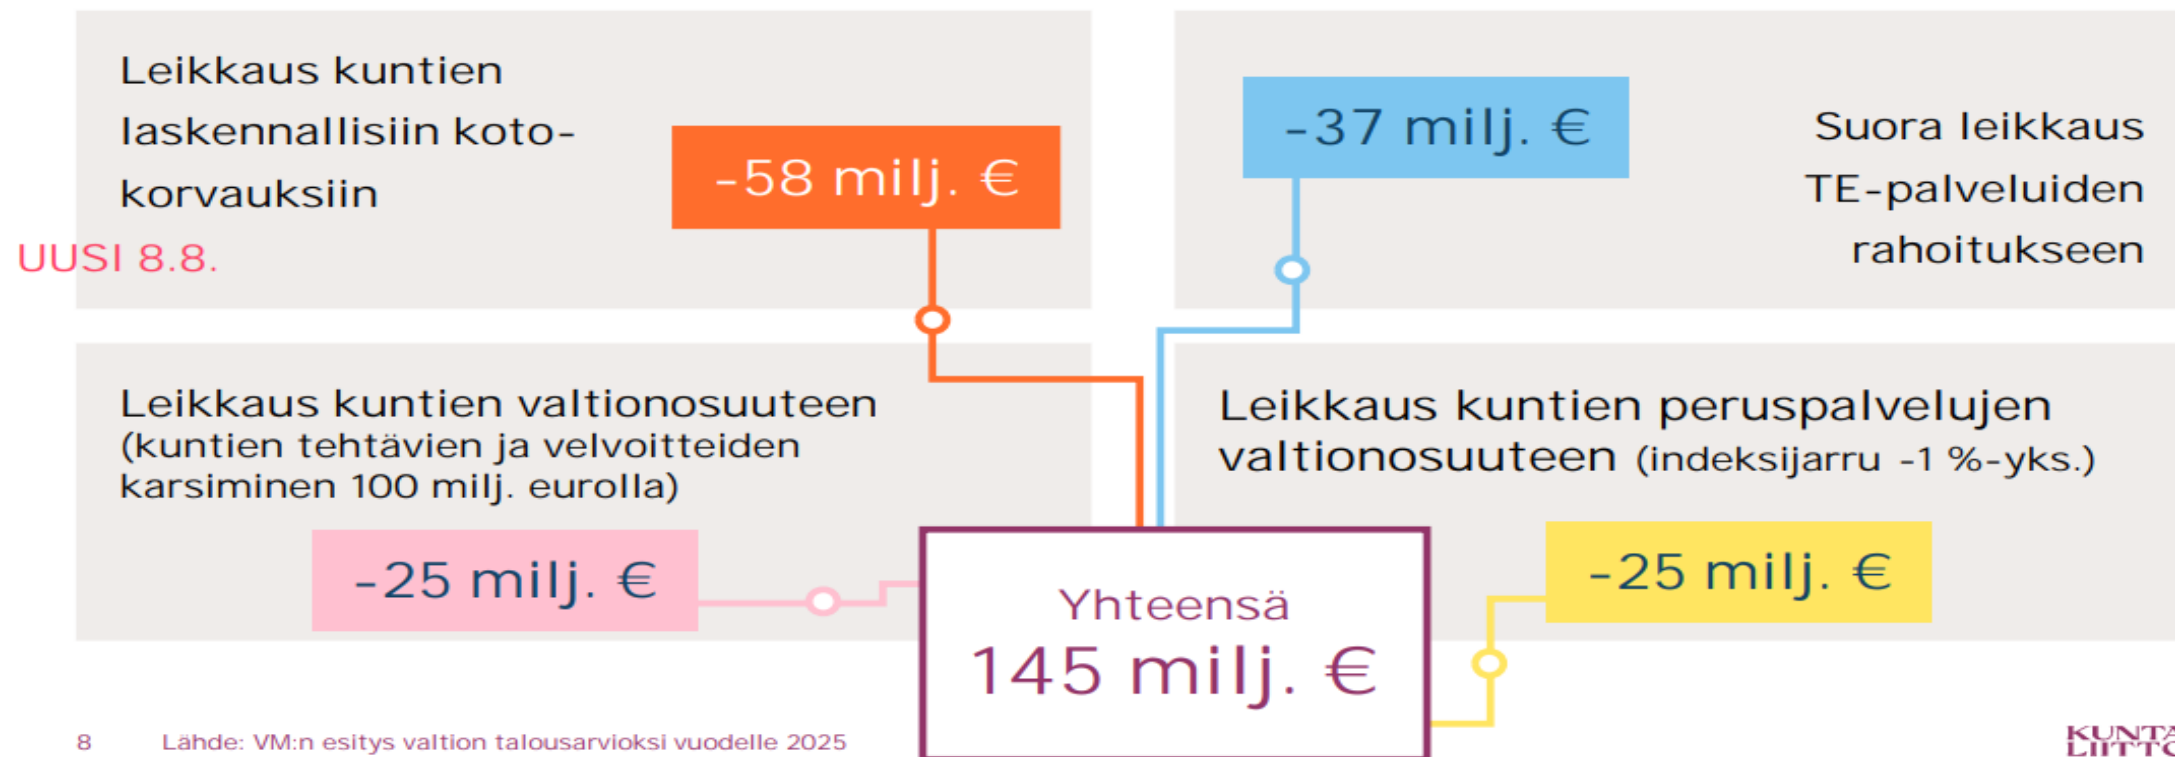 Leikkaus kuntien
laskennallisiin koto-
korvauksiin
UUSI 8.8.
-58 milj. €
-37 milj. €
Suora leikkaus
TE-palveluiden
rahoitukseen
Leikkaus kuntien valtionosuuteen
(kuntien tehtävien ja velvoitteiden
karsiminen 100 milj. eurolla)
-25 milj. €
Leikkaus kuntien peruspalvelujen
valtionosuuteen (indeksijarru -1 %-yks.)
-25 milj. €
Yhteensä
145 milj. €
8 Lähde: VM:n esitys valtion talousarvioksi vuodelle 2025
KUNTA
LIITTO